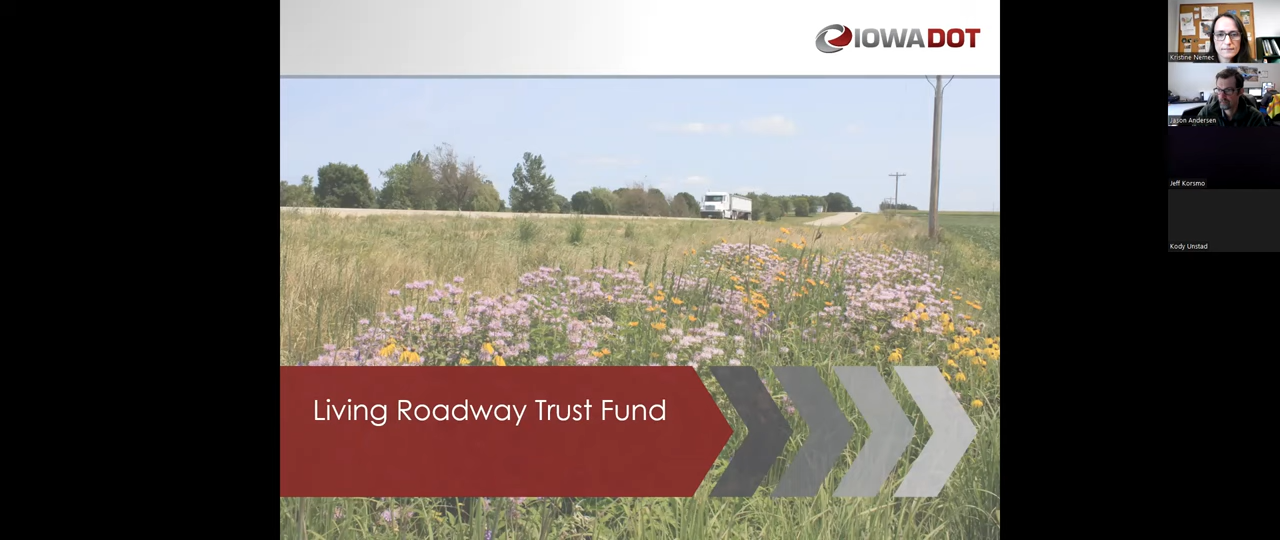 IOWADOT
Living Roadway Trust Fund
Kristine Nemec
Jason Andersen
Jeff Korsmo
Kody Unstad